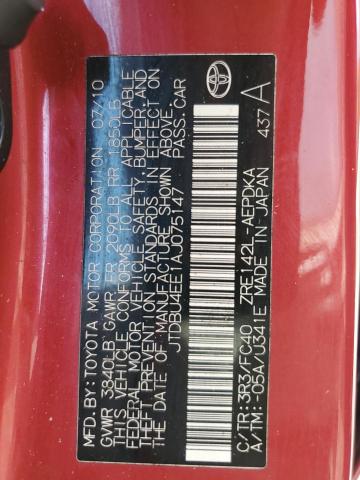 MFD.BY:TOYOTA MOTOR CORPORATION 07/10
GVWR 3840LB GAWR FR 2090LB RR 1850LB
THIS VEHICLE CONFORMS TO ALL APPLICABLE
FEDERAL MOTOR VEHICLE SAFETY, BUMPER, AND
THEFT PREVENTION STANDARDS IN EFFECT ON
THE DATE OF MANUFACTURE SHOWN ABOVE.
JTDBU4EE1AJ075147 PASS.CAR
C/TR:3R3/FC40 ZRE142L-AEPDKA
A/TM:-05A/U341E MADE IN JAPAN 437 A